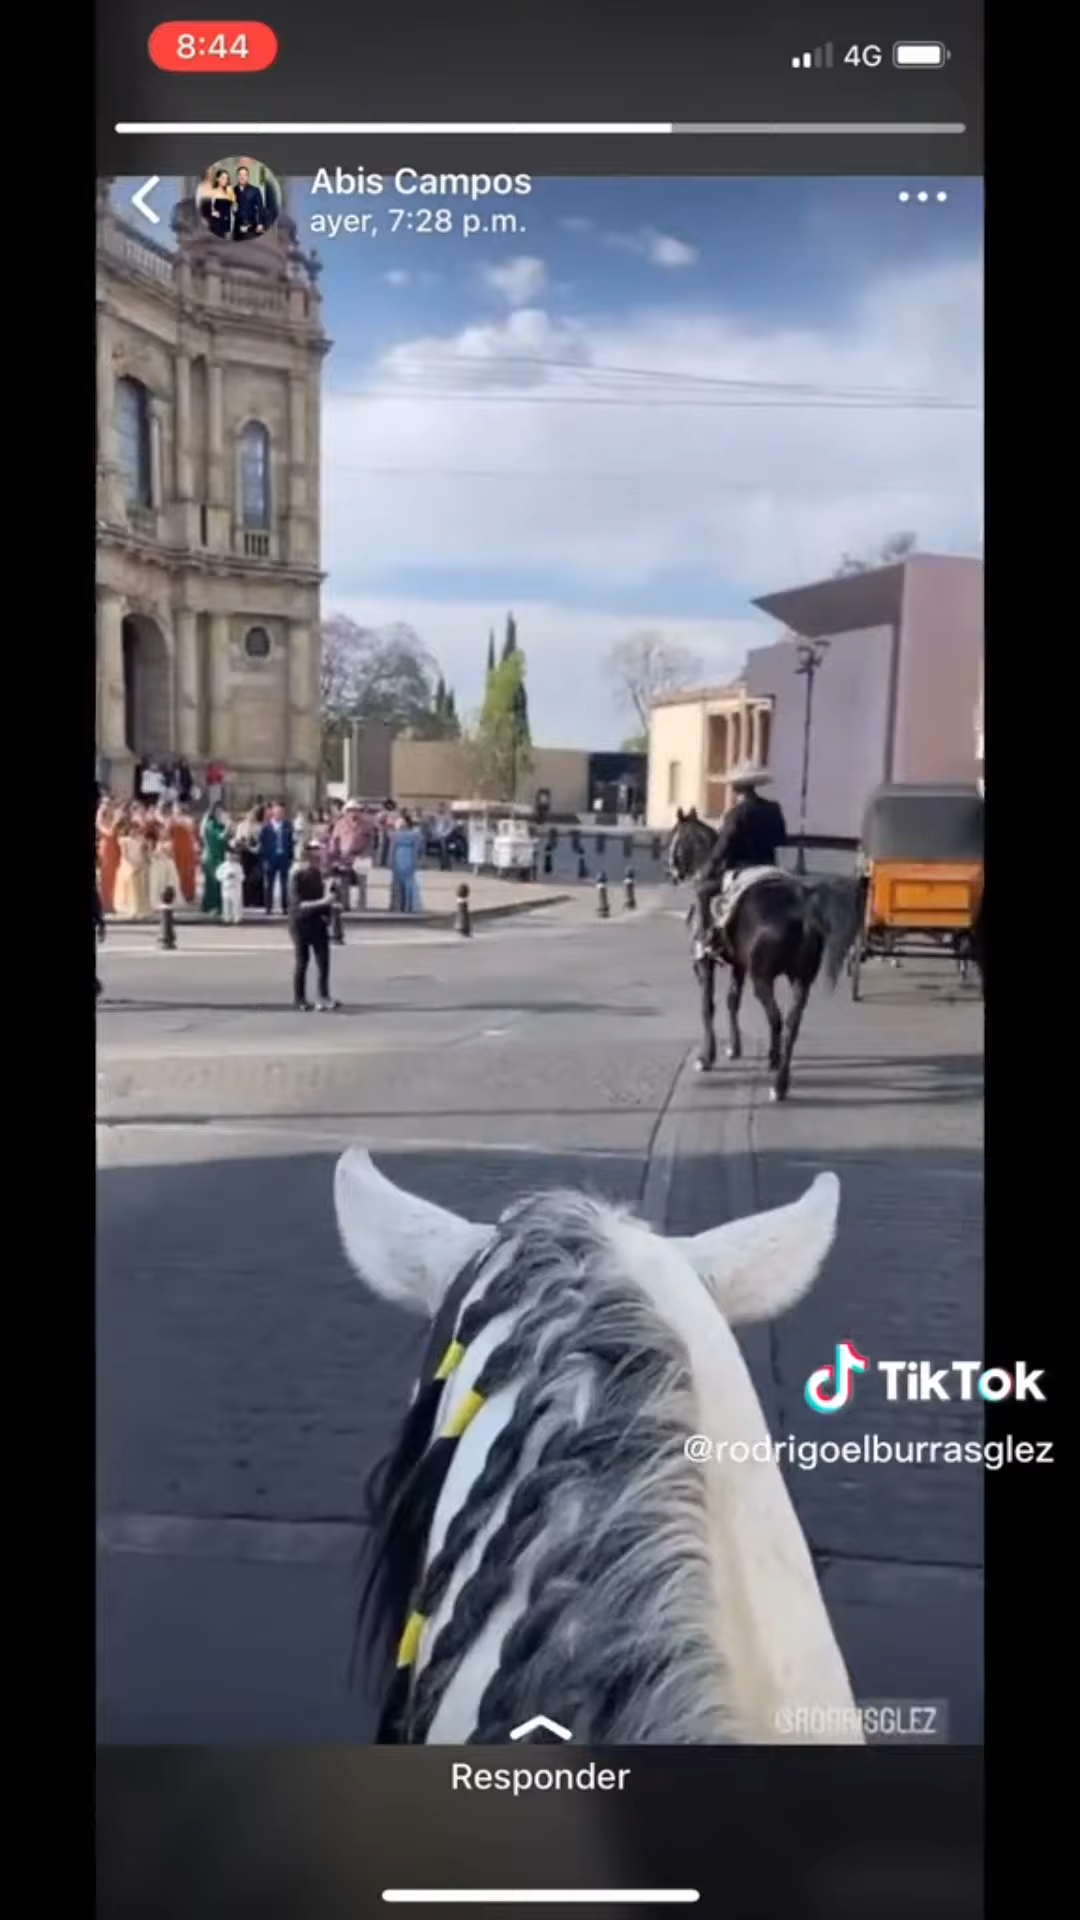 8:44
4G
Abis Campos
ayer, 7:28 p.m.
TikTok
@rodrigoelburrasglez
Responder